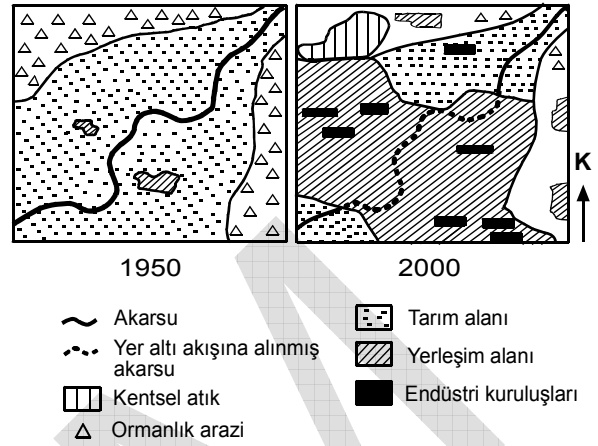 K
1950
2000
Akarsu
Yer altı akışına alınmış
akarsu
Kentsel atık
Ormanlık arazi
Tarım alanı
Yerleşim alanı
Endüstri kuruluşları